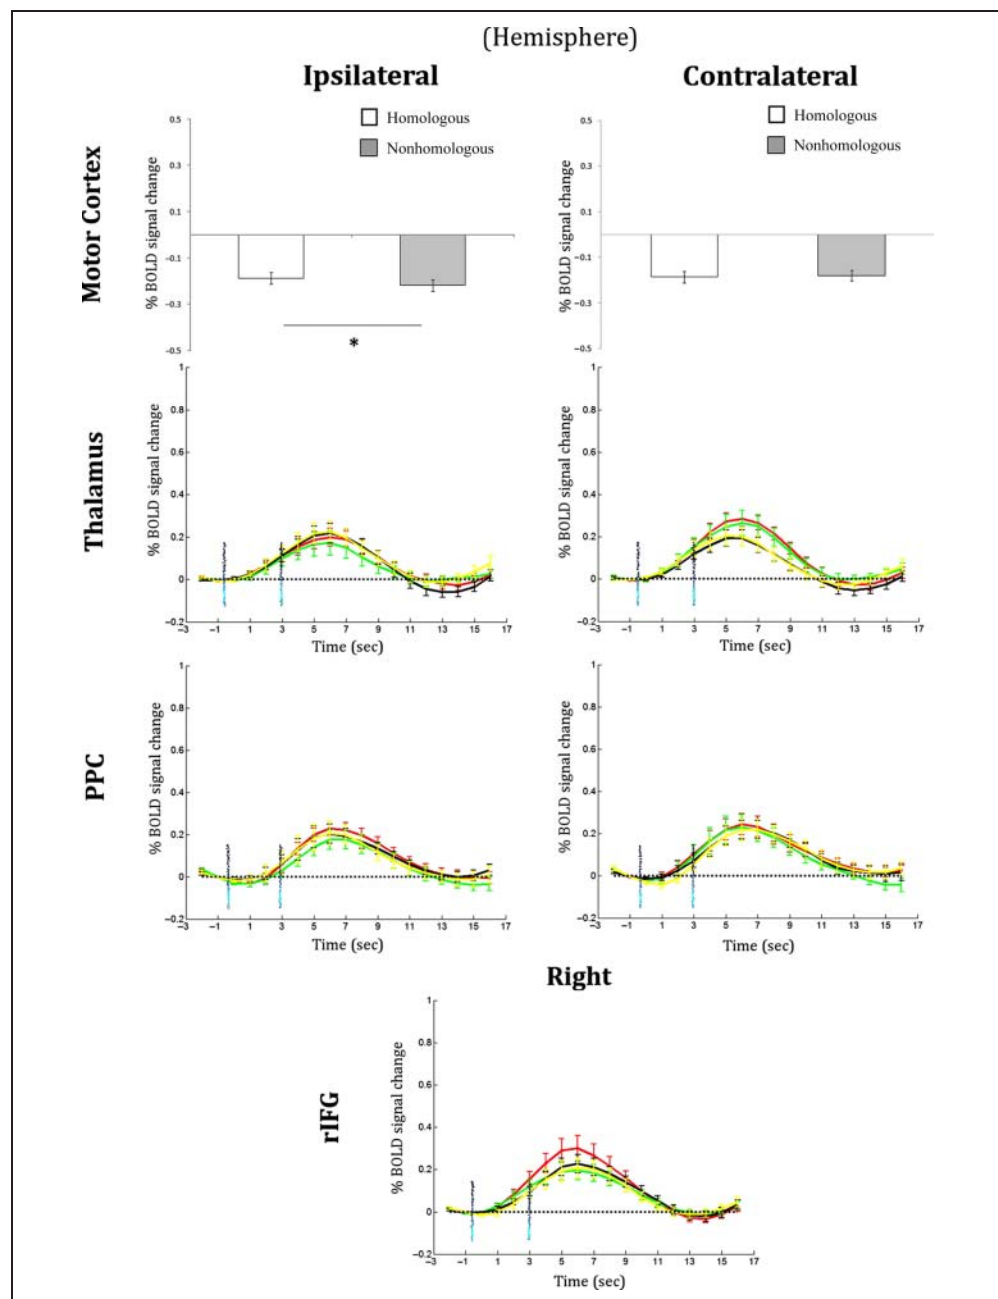 (Hemisphere)
Ipsilateral
Contralateral
Motor Cortex
% BOLD signal change
0.5
0.3
0.1
−0.1
−0.3
−0.5
Homologous
Nonhomologous
*
% BOLD signal change
0.5
0.3
0.1
−0.1
−0.3
−0.5
Homologous
Nonhomologous
Thalamus
% BOLD signal change
1
0.8
0.6
0.4
0.2
0
−0.2
−3 −1 1 3 5 7 9 11 13 15 17
Time (sec)
% BOLD signal change
1
0.8
0.6
0.4
0.2
0
−0.2
−3 −1 1 3 5 7 9 11 13 15 17
Time (sec)
PPC
% BOLD signal change
1
0.8
0.6
0.4
0.2
0
−0.2
−3 −1 1 3 5 7 9 11 13 15 17
Time (sec)
% BOLD signal change
1
0.8
0.6
0.4
0.2
0
−0.2
−3 −1 1 3 5 7 9 11 13 15 17
Time (sec)
Right
rIFG
% BOLD signal change
1
0.8
0.6
0.4
0.2
0
−0.2
−3 −1 1 3 5 7 9 11 13 15 17
Time (sec)